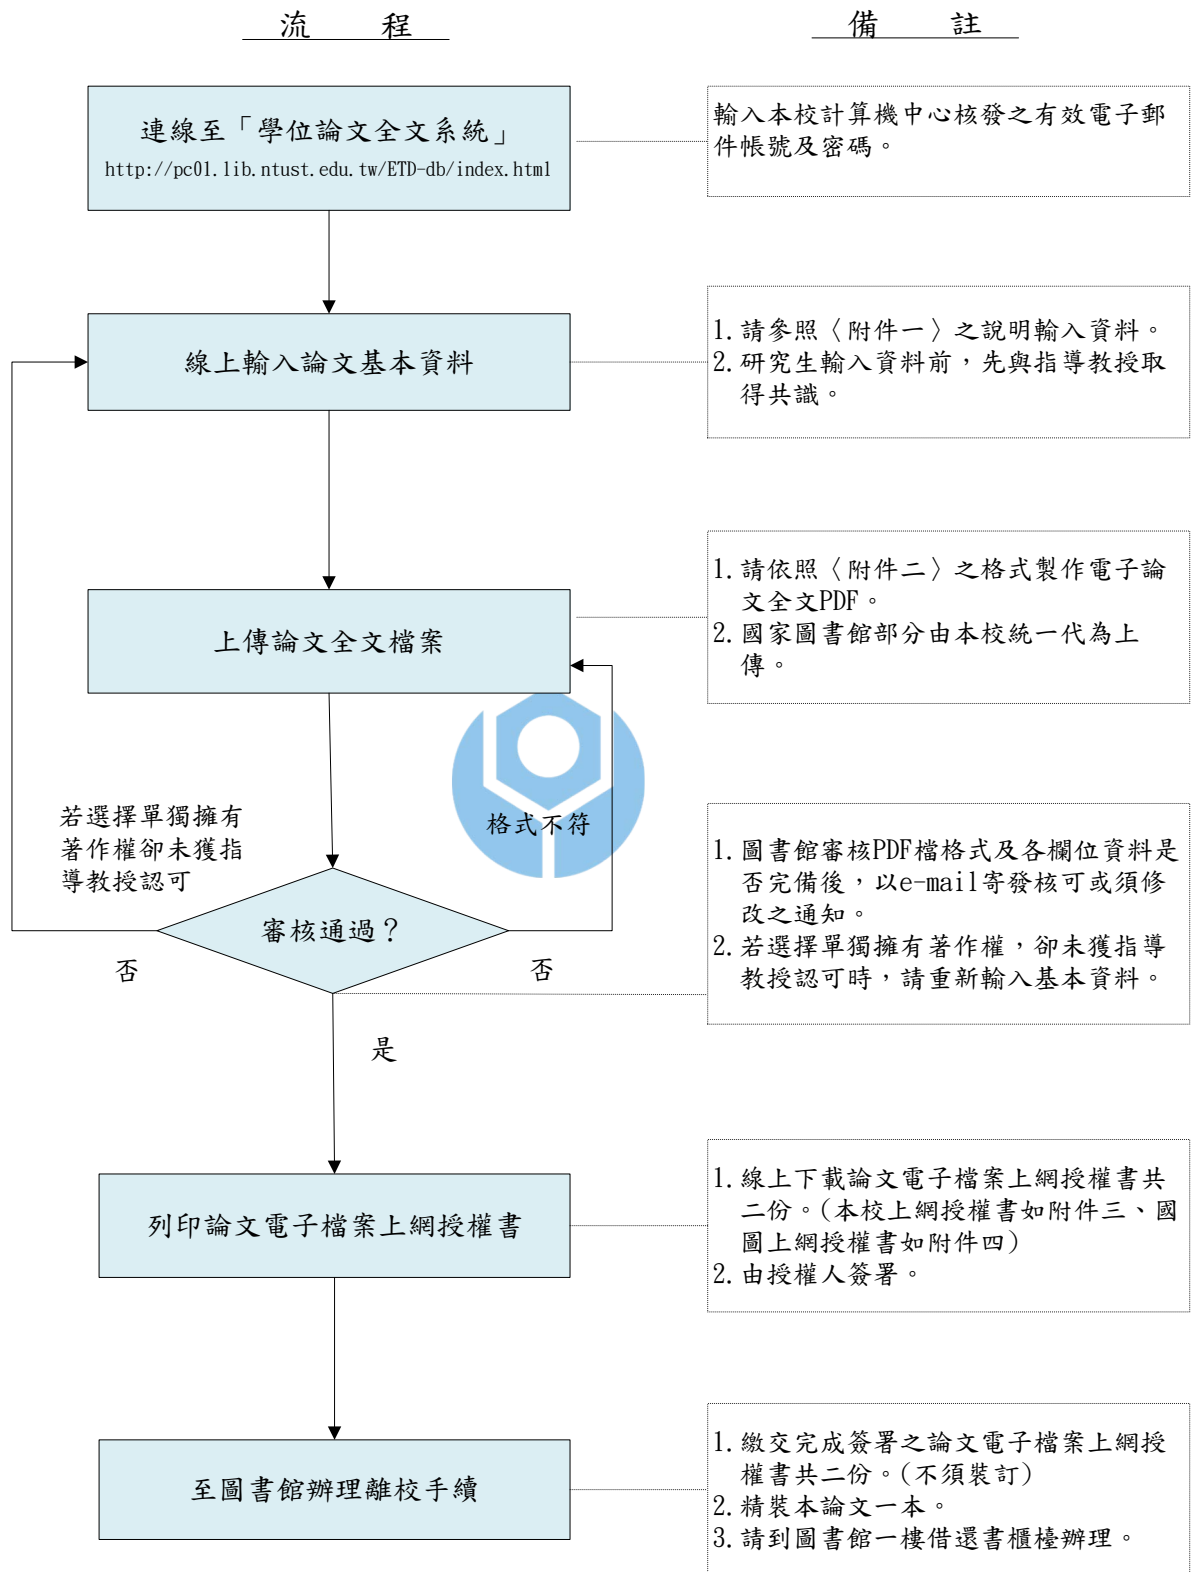 流 程
備 註
連線至「學位論文全文系統」
http://pc01.lib.ntust.edu.tw/ETD-db/index.html
輸入本校計算機中心核發之有效電子郵
件帳號及密碼。
線上輸入論文基本資料
1.請參照〈附件一〉之說明輸入資料。
2.研究生輸入資料前，先與指導教授取
得共識。
上傳論文全文檔案
1.請依照〈附件二〉之格式製作電子論
文全文PDF。
2.國家圖書館部分由本校統一代為上
傳。
若選擇單獨擁有
著作權卻未獲指
導教授認可
格式不符
審核通過？
否
否
是
1.圖書館審核PDF檔格式及各欄位資料是
否完備後，以e-mail寄發核可或須修
改之通知。
2.若選擇單獨擁有著作權，卻未獲指導
教授認可時，請重新輸入基本資料。
列印論文電子檔案上網授權書
1.線上下載論文電子檔案上網授權書共
二份。(本校上網授權書如附件三、國
圖上網授權書如附件四)
2.由授權人簽署。
至圖書館辦理離校手續
1.繳交完成簽署之論文電子檔案上網授
權書共二份。(不須裝訂)
2.精裝本論文一本。
3.請到圖書館一樓借還書櫃檯辦理。